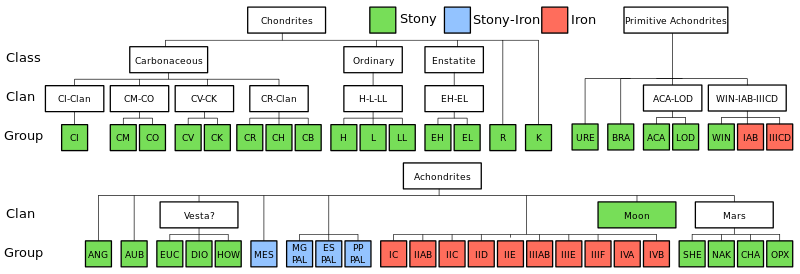 Chondrites Stony Stony-Iron Iron Primitive Achondrites
Class Carbonaceous Ordinary Enstatite
Clan CI-Clan CM-CO CV-CK CR-Clan H-L-LL EH-EL ACA-LOD WIN-IAB-IIICD
Group CI CM CO CV CK CR CH CB H L LL EH EL R K URE BRA ACA LOD WIN IAB IIICD
Achondrites
Clan Vesta? Moon Mars
Group ANG AUB EUC DIO HOW MES MG PAL ES PAL PP PAL IC IIAB IIC IID IIE IIIAB IIIE IIIF IVA IVB SHE NAK CHA OPX